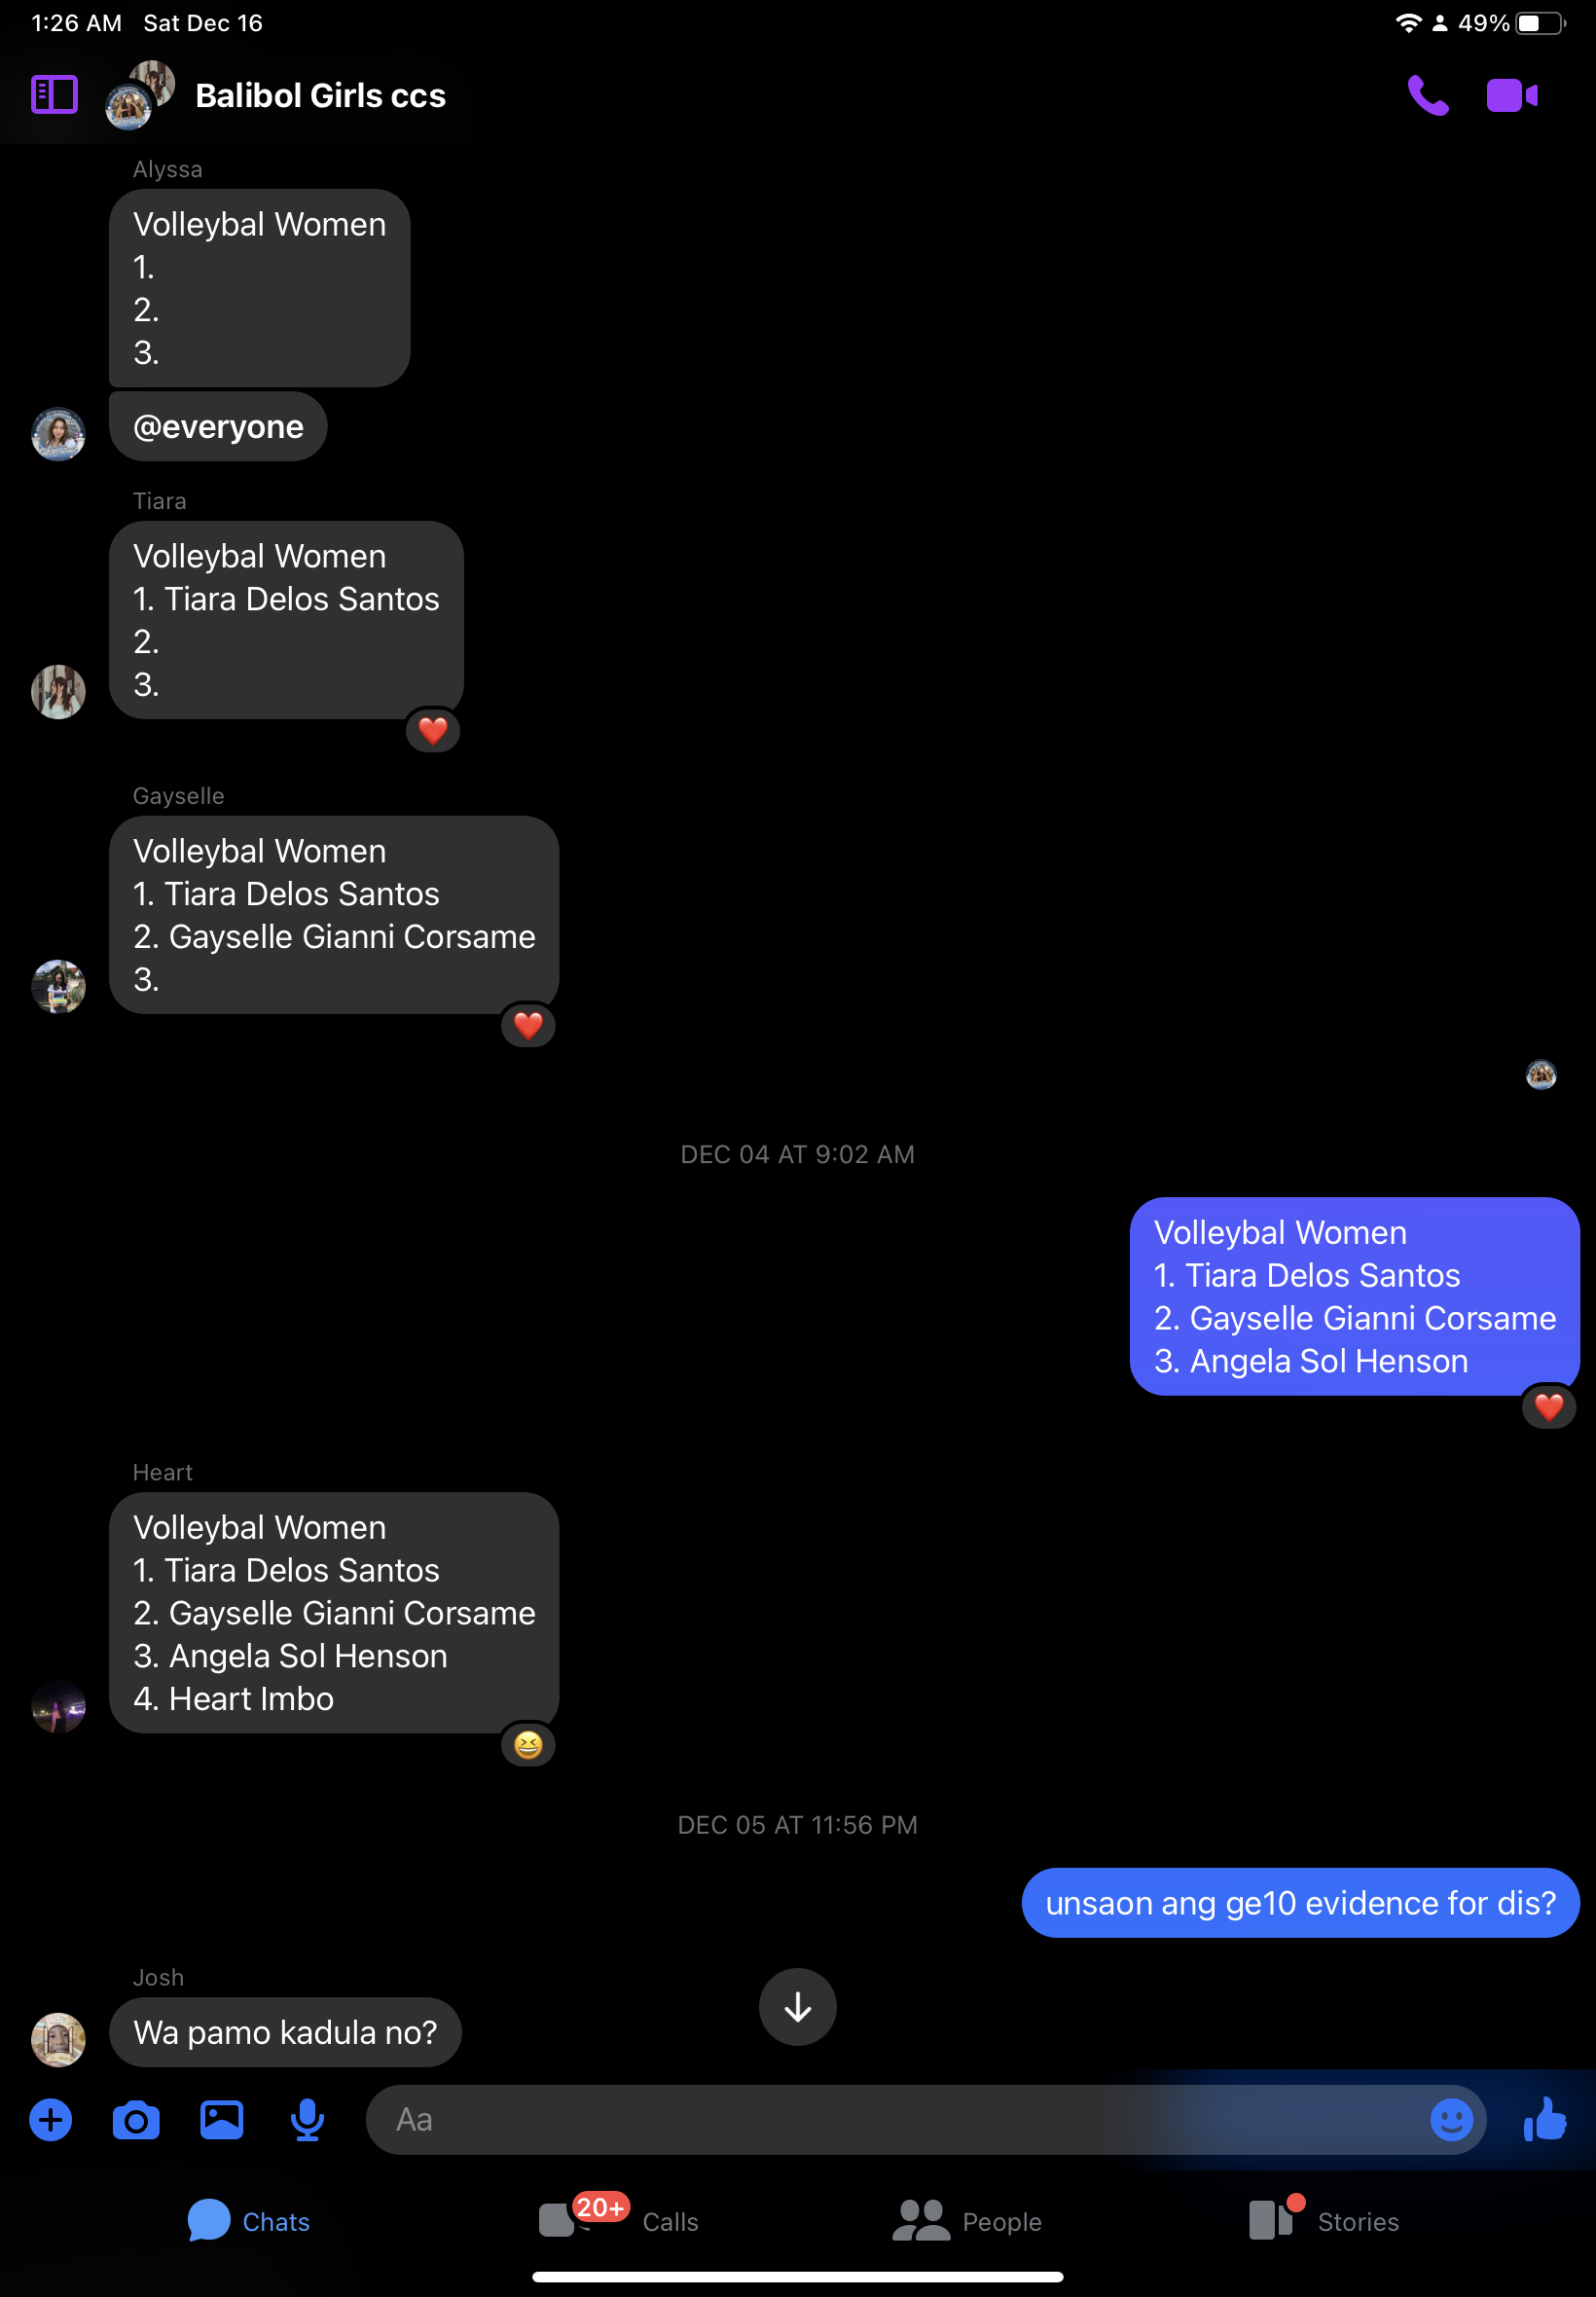 1:26 AM Sat Dec 16
49%
Balibol Girls ccs
Alyssa
Volleybal Women
1.
2.
3.
@everyone
Tiara
Volleybal Women
1. Tiara Delos Santos
2.
3.
Gayselle
Volleybal Women
1. Tiara Delos Santos
2. Gayselle Gianni Corsame
3.
DEC 04 AT 9:02 AM
Volleybal Women
1. Tiara Delos Santos
2. Gayselle Gianni Corsame
3. Angela Sol Henson
Heart
Volleybal Women
1. Tiara Delos Santos
2. Gayselle Gianni Corsame
3. Angela Sol Henson
4. Heart Imbo
DEC 05 AT 11:56 PM
unsaon ang ge10 evidence for dis?
Josh
Wa pamo kadula no?
Aa
Chats
20+
Calls
People
Stories